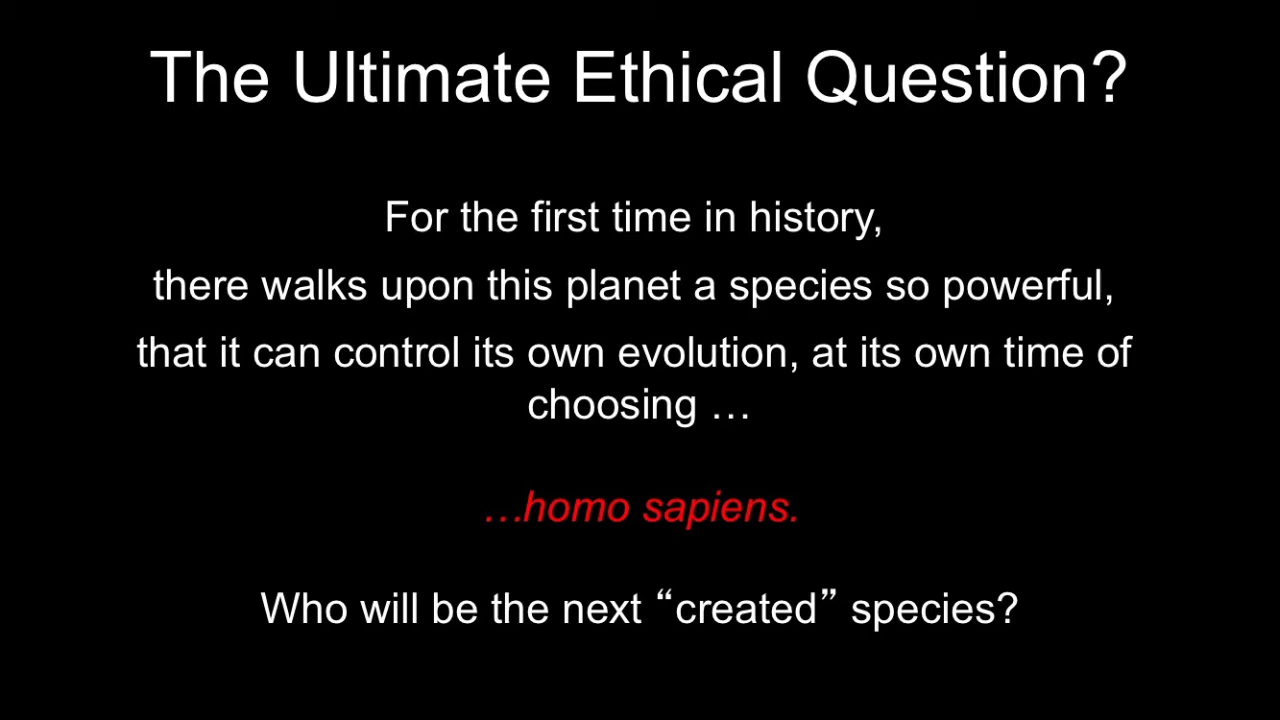 The Ultimate Ethical Question?
For the first time in history,
there walks upon this planet a species so powerful,
that it can control its own evolution, at its own time of
choosing …
…homo sapiens.
Who will be the next “created” species?